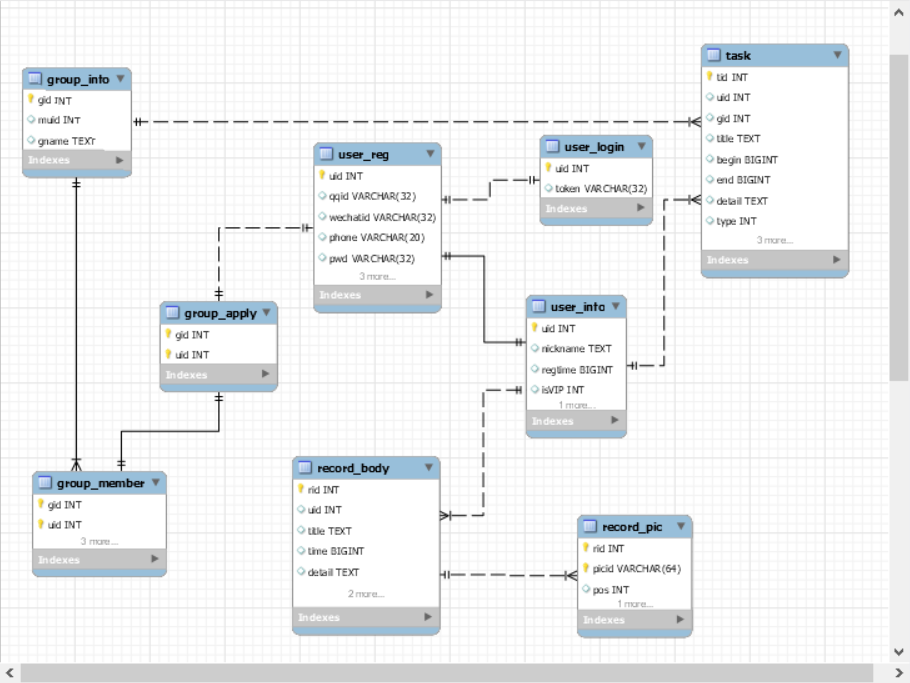 group_info
gid INT
muid INT
gname TEXT
Indexes
task
tid INT
uid INT
gid INT
title TEXT
begin BIGINT
end BIGINT
detail TEXT
type INT
3 more...
Indexes
user_reg
uid INT
qqid VARCHAR(32)
wechatid VARCHAR(32)
phone VARCHAR(20)
pwd VARCHAR(32)
3 more...
Indexes
user_login
uid INT
token VARCHAR(32)
Indexes
group_apply
gid INT
uid INT
Indexes
user_info
uid INT
nickname TEXT
regtime BIGINT
isVIP INT
1 more...
Indexes
group_member
gid INT
uid INT
3 more...
Indexes
record_body
rid INT
uid INT
title TEXT
time BIGINT
detail TEXT
2 more...
Indexes
record_pic
rid INT
picid VARCHAR(64)
pos INT
1 more...
Indexes